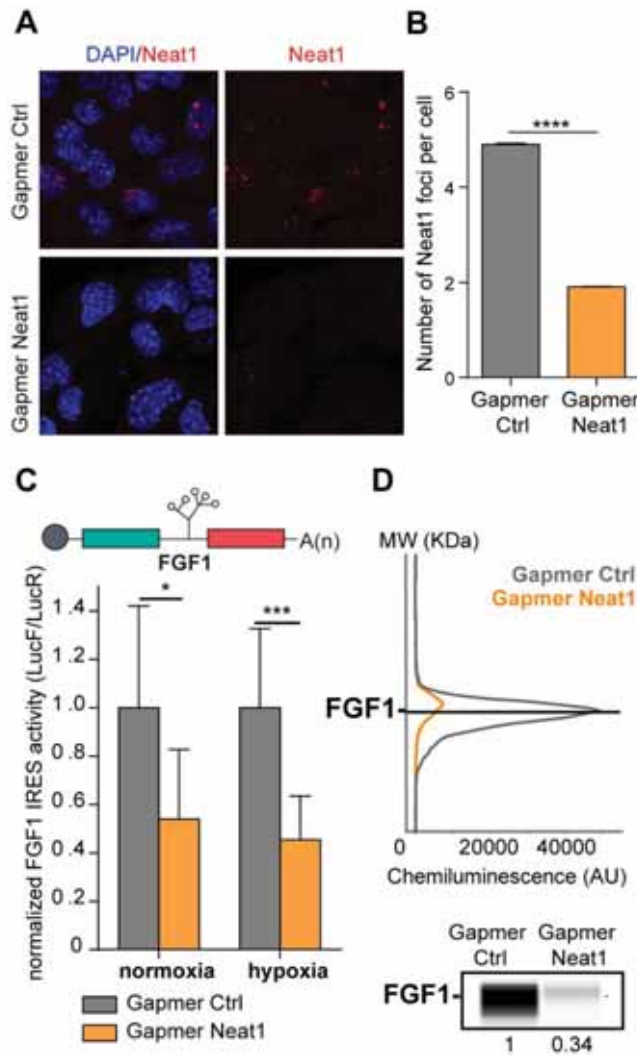 A
DAPI/Neat1
Neat1
Gapmer Ctrl
Gapmer Neat1
B
Number of Neat1 foci per cell
6
4
2
0
****
Gapmer
Ctrl
Gapmer
Neat1
C
FGF1
A(n)
normalized FGF1 IRES activity (LucF/LucR)
1.4
1.2
1.0
0.8
0.6
0.4
0.2
0
*
***
normoxia
hypoxia
Gapmer Ctrl
Gapmer Neat1
D
MW (KDa)
Gapmer Ctrl
Gapmer Neat1
FGF1
0
20000
40000
Chemiluminescence (AU)
Gapmer
Ctrl
Gapmer
Neat1
FGF1-
1
0.34